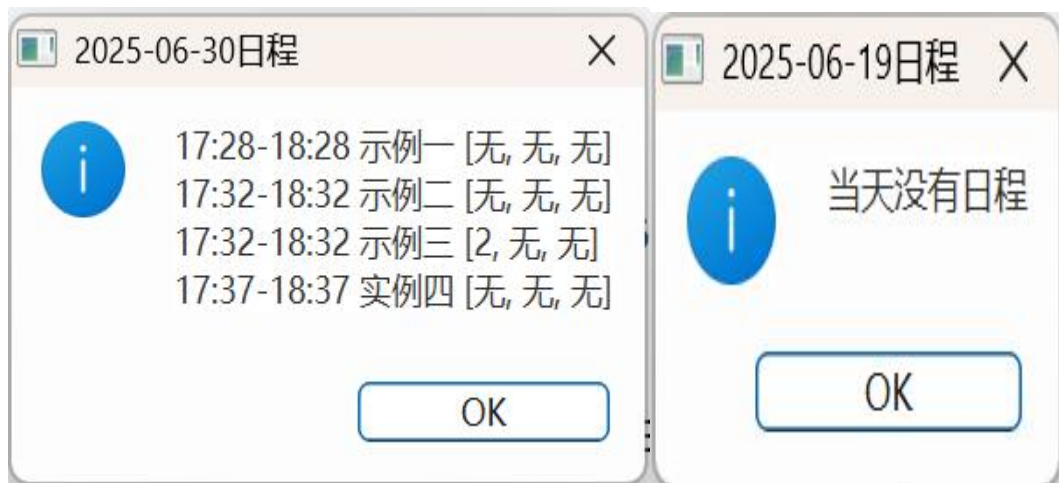 2025-06-30日程
17:28-18:28 示例一 [无, 无, 无]
17:32-18:32 示例二 [无, 无, 无]
17:32-18:32 示例三 [2, 无, 无]
17:37-18:37 实例四 [无, 无, 无]
OK
2025-06-19日程
当天没有日程
OK